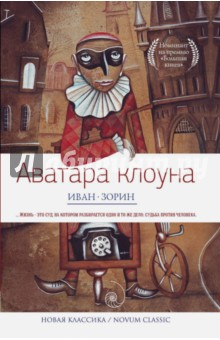 Номинант
на премию
«Большая
книга»
Аватара клоуна
ИВАН · ЗОРИН
...ЖИЗНЬ - ЭТО СУД, НА КОТОРОМ РАЗБИРАЕТСЯ ОДНО И ТО ЖЕ ДЕЛО: СУДЬБА ПРОТИВ ЧЕЛОВЕКА.
НОВАЯ КЛАССИКА / NOVUM CLASSIC